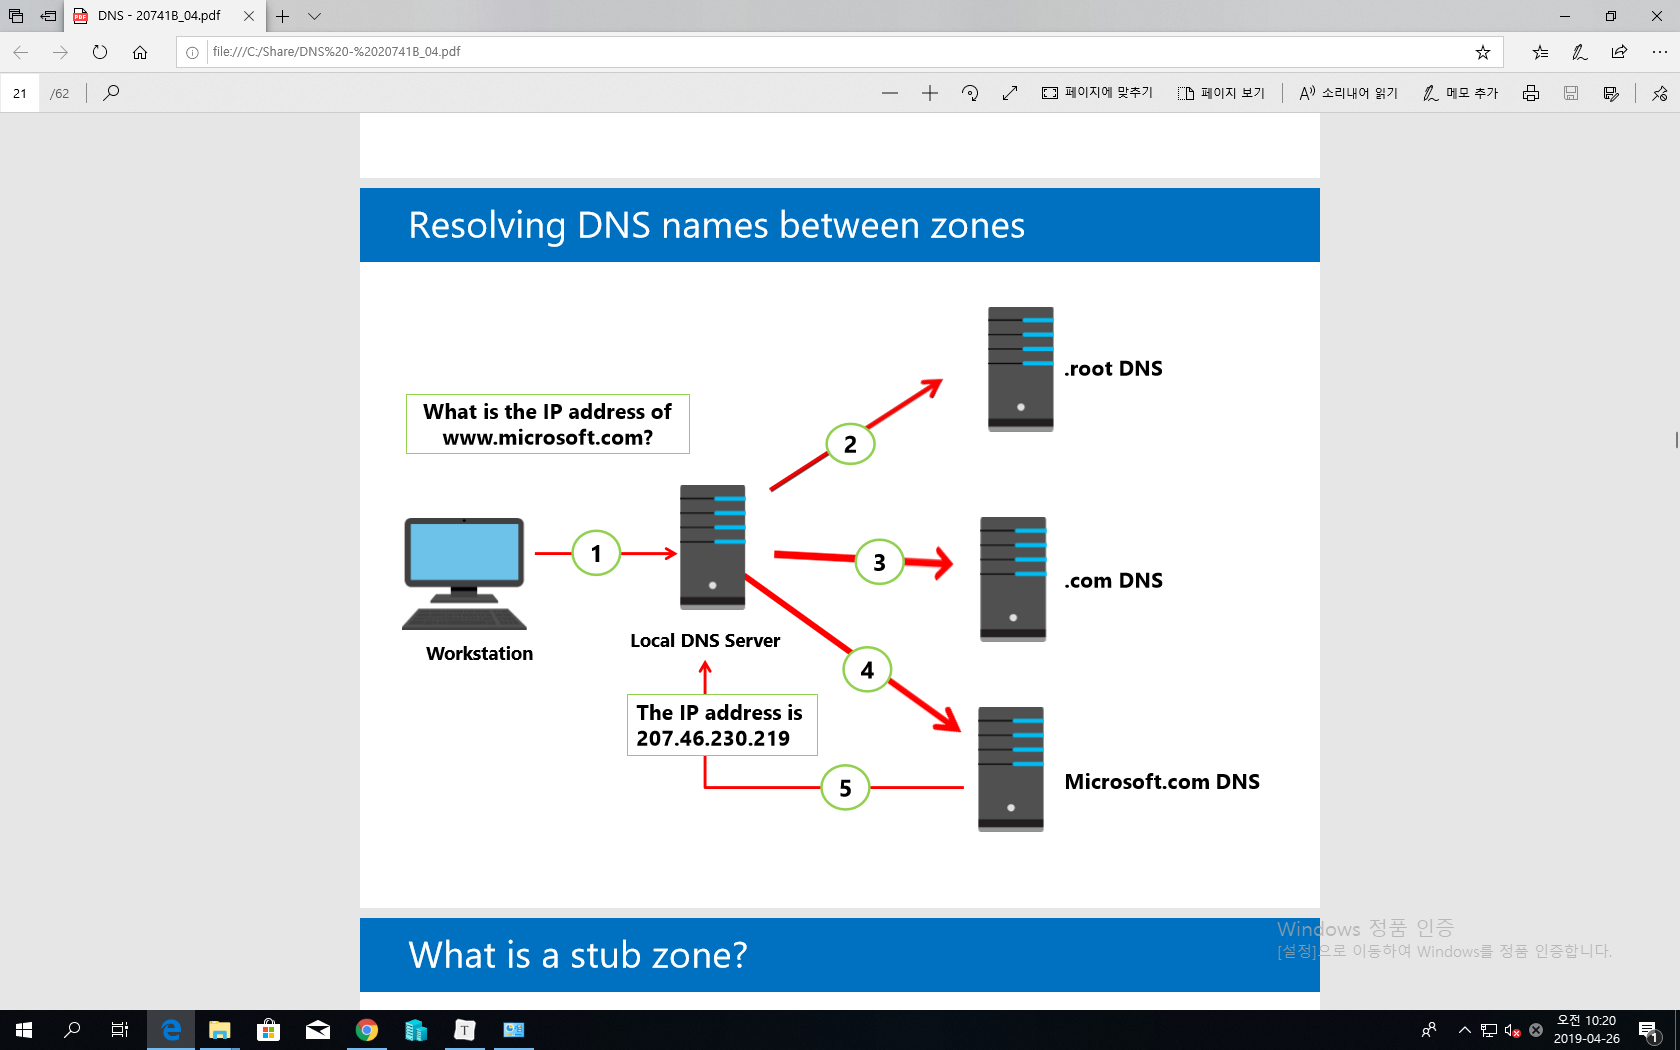 DNS - 20741B_04.pdf
file:///C:/Share/DNS%20-%2020741B_04.pdf
21 /62
페이지에 맞추기
페이지 보기
소리내어 읽기
메모 추가
Resolving DNS names between zones
.root DNS
What is the IP address of
www.microsoft.com?
2
1
3
.com DNS
Local DNS Server
Workstation
4
The IP address is
207.46.230.219
5
Microsoft.com DNS
Windows 정품 인증
[설정]으로 이동하여 Windows를 정품 인증합니다.
What is a stub zone?
오전 10:20
2019-04-26
1